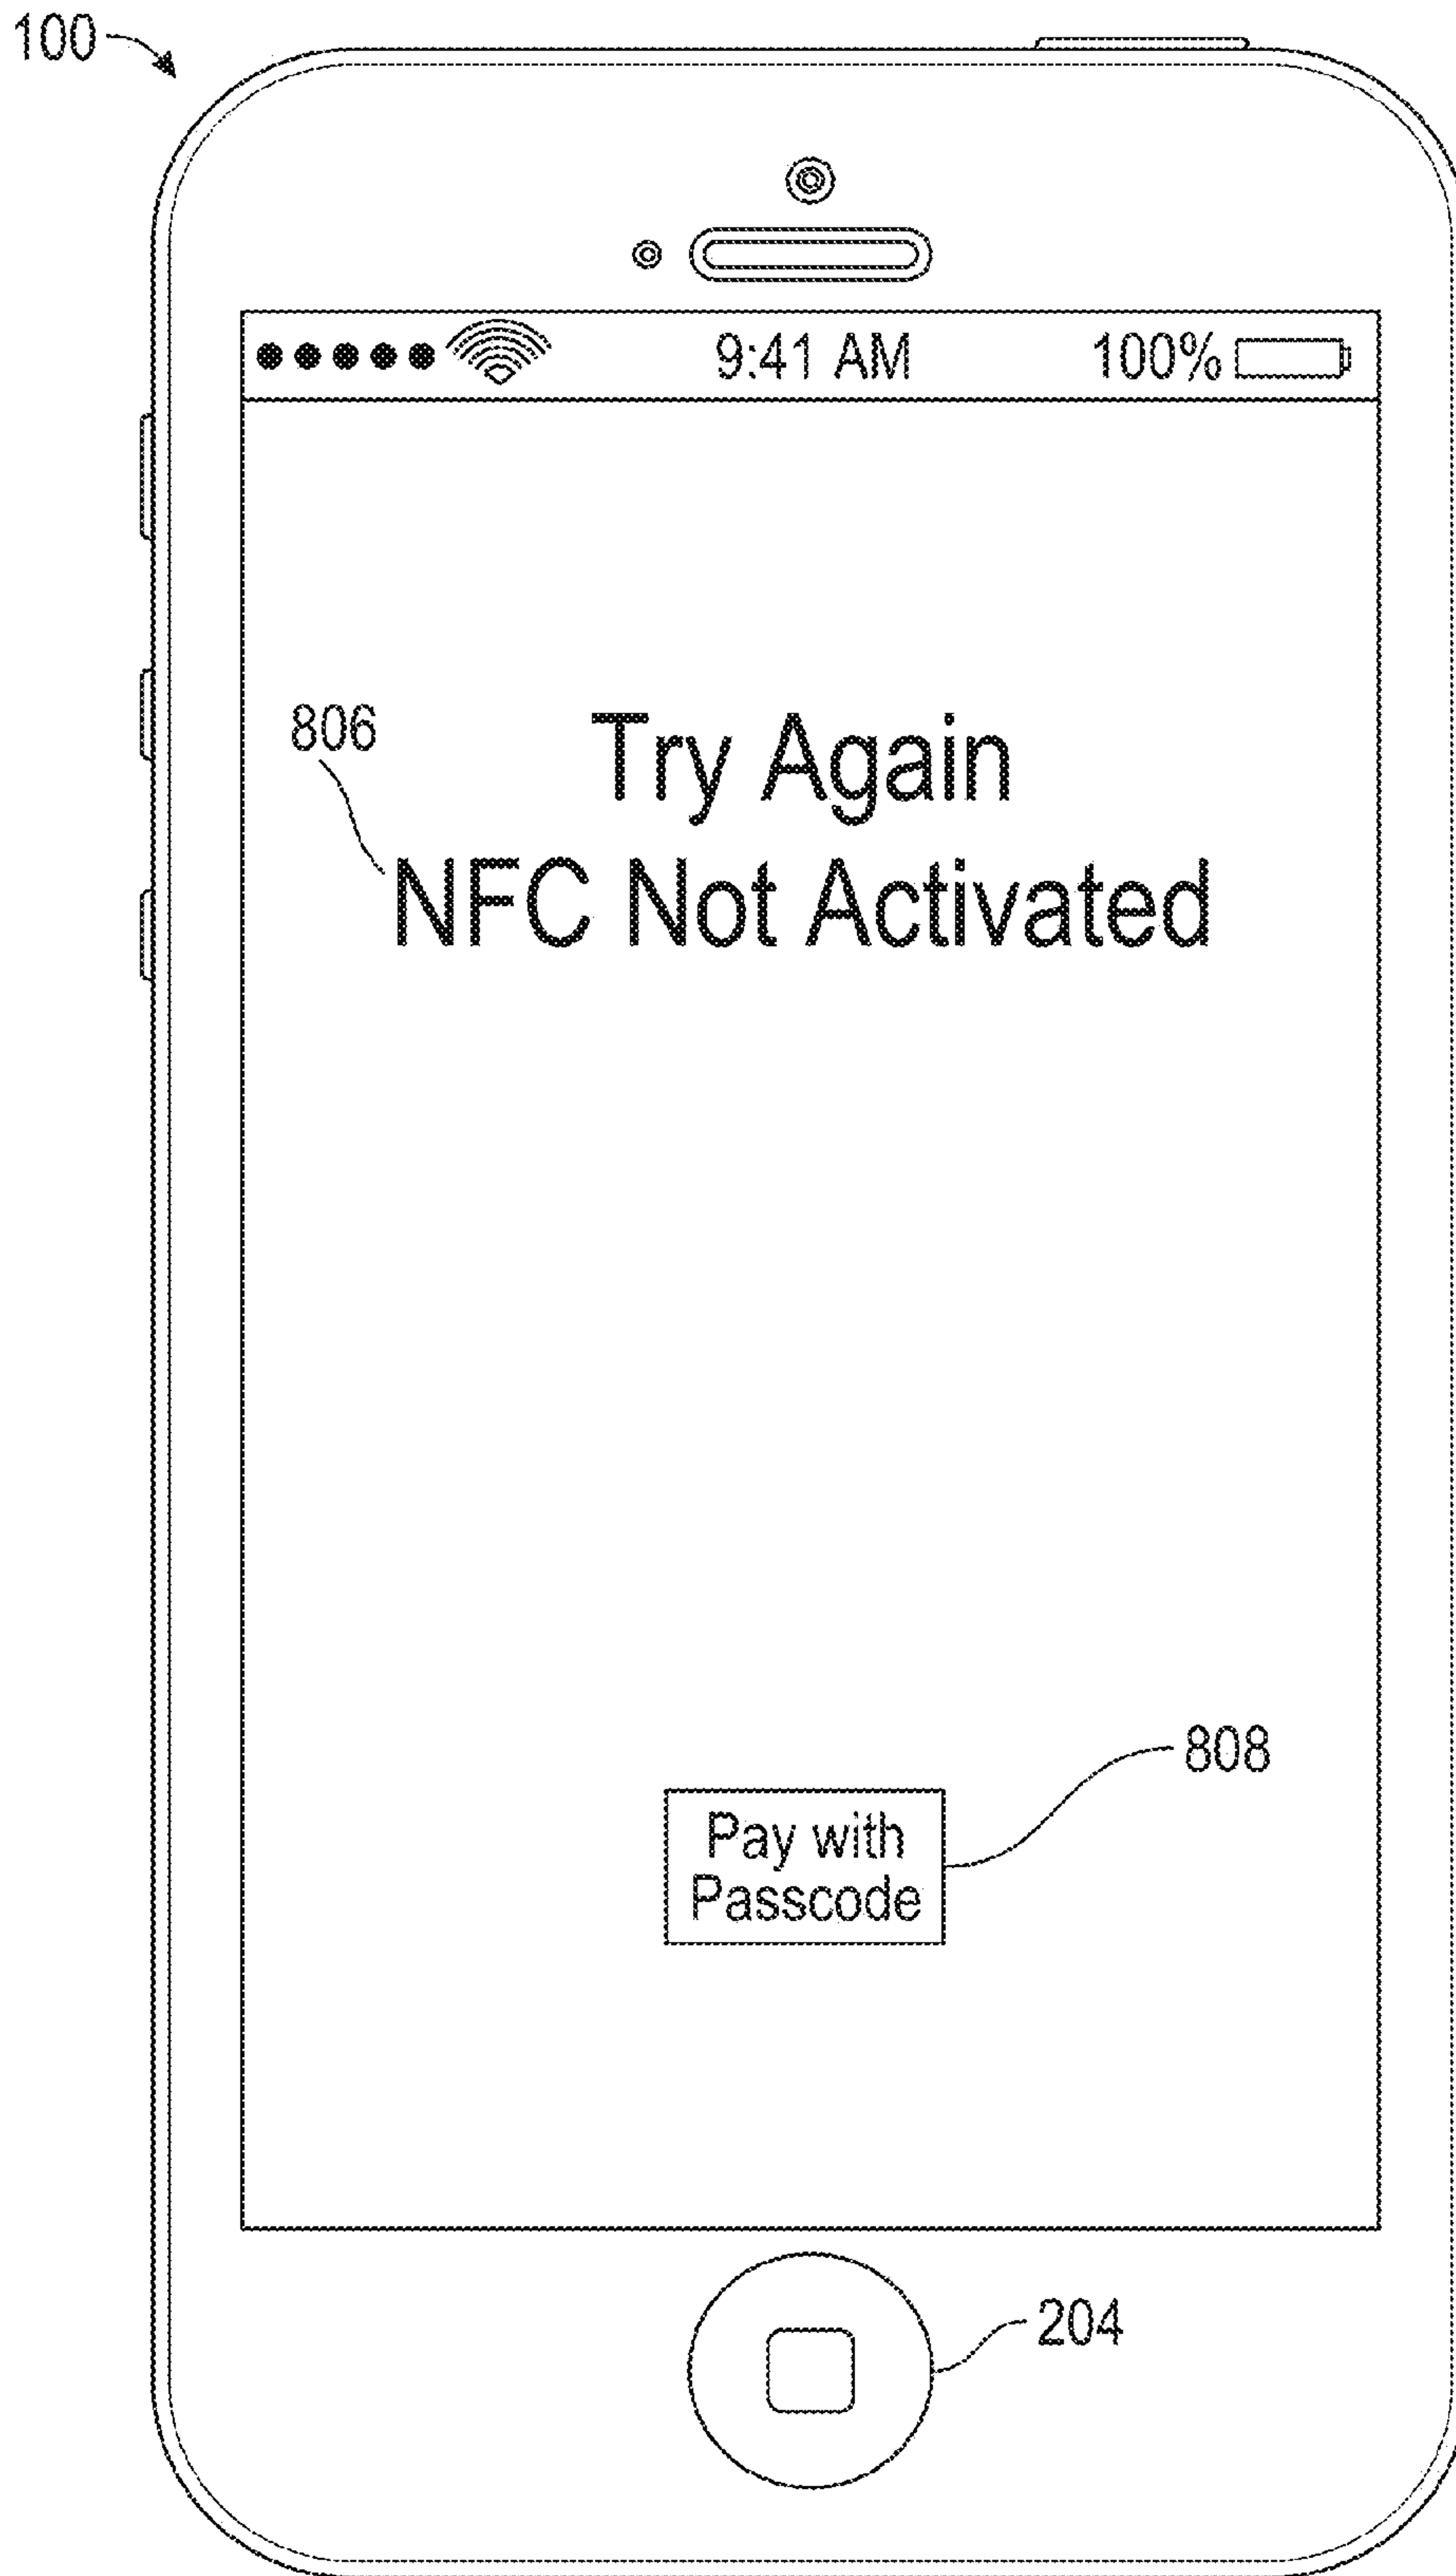 100
9:41 AM 100%
806
Try Again
NFC Not Activated
808
Pay with
Passcode
204